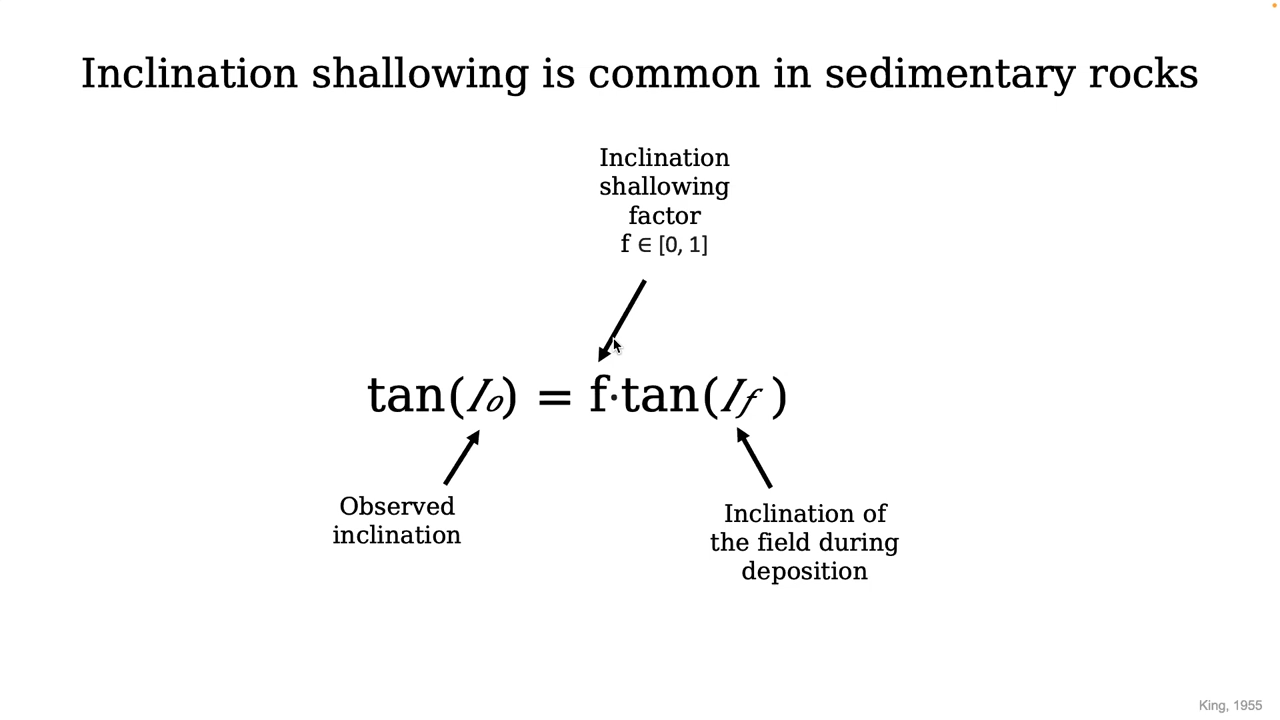 Inclination shallowing is common in sedimentary rocks
Inclination
shallowing
factor
f ∈ [0, 1]
tan(𝐼ₒ) = f·tan(𝐼𝑓 )
Observed
inclination
Inclination of
the field during
deposition
King, 1955